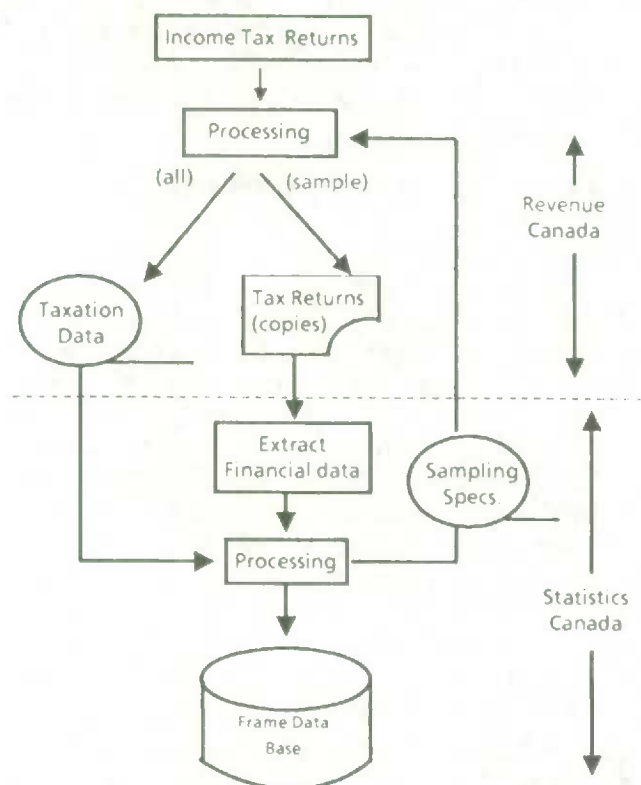 Income Tax Returns
Processing
(all)
(sample)
Revenue
Canada
Taxation
Data
Tax Returns
(copies)
Extract
Financial data
Sampling
Specs.
Processing
Statistics
Canada
Frame Data
Base